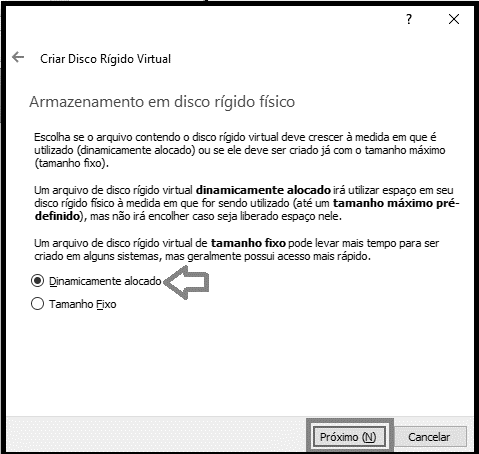 ?
Criar Disco Rígido Virtual
Armazenamento em disco rígido físico
Escolha se o arquivo contendo o disco rígido virtual deve crescer à medida em que é
utilizado (dinamicamente alocado) ou se ele deve ser criado já com o tamanho máximo
(tamanho fixo).
Um arquivo de disco rígido virtual dinamicamente alocado irá utilizar espaço em seu
disco rígido físico à medida em que for sendo utilizado (até um tamanho máximo pré-
definido), mas não irá encolher caso seja liberado espaço nele.
Um arquivo de disco rígido virtual de tamanho fixo pode levar mais tempo para ser
criado em alguns sistemas, mas geralmente possui acesso mais rápido.
Dinamicamente alocado
Tamanho Fixo
Próximo (N) Cancelar